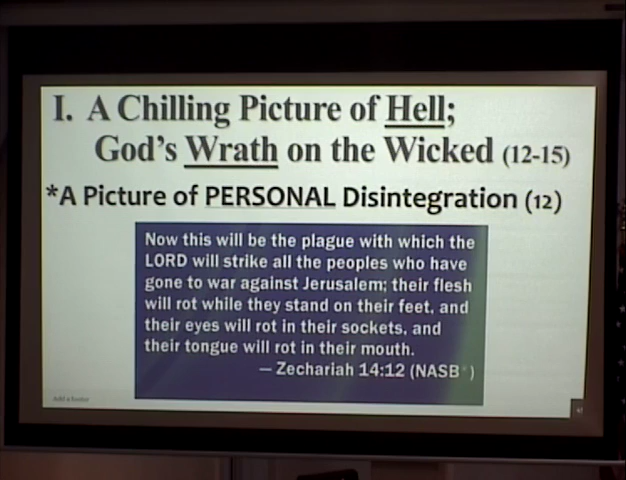 I. A Chilling Picture of Hell;
God's Wrath on the Wicked (12-15)
*A Picture of PERSONAL Disintegration (12)
Now this will be the plague with which the
LORD will strike all the peoples who have
gone to war against Jerusalem; their flesh
will rot while they stand on their feet, and
their eyes will rot in their sockets, and
their tongue will rot in their mouth.
— Zechariah 14:12 (NASB )
Add a footer